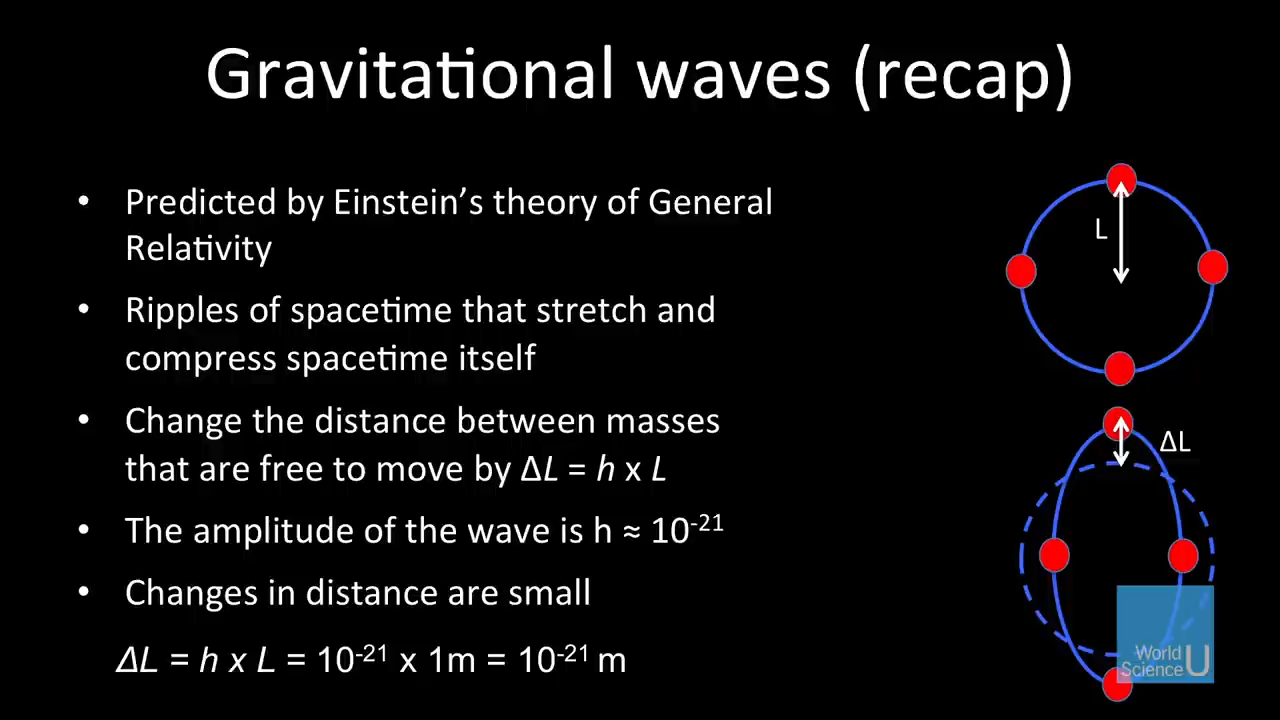 Gravitational waves (recap)
• Predicted by Einstein’s theory of General
Relativity
• Ripples of spacetime that stretch and
compress spacetime itself
• Change the distance between masses
that are free to move by ΔL = h x L
• The amplitude of the wave is h ≈ 10⁻²¹
• Changes in distance are small
ΔL = h x L = 10⁻²¹ x 1m = 10⁻²¹ m
L
ΔL
World
Science U